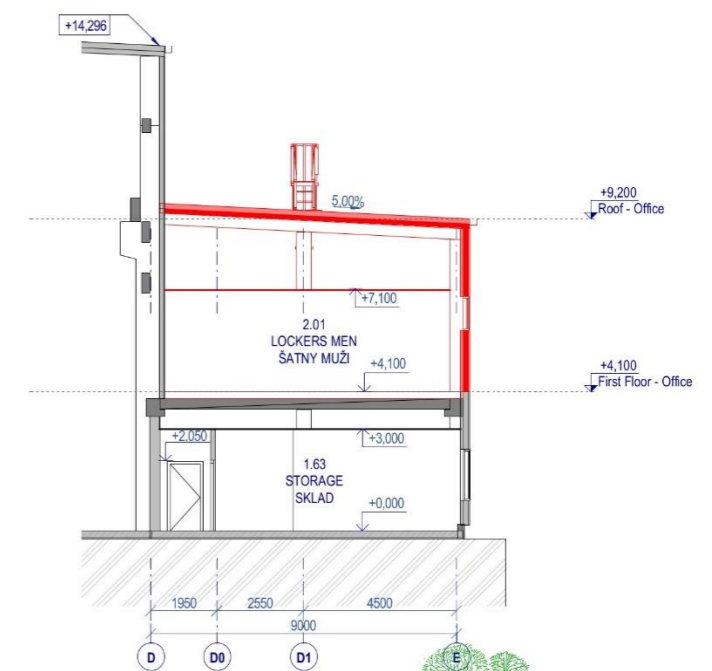 +14,296
5.00%
+9,200
Roof - Office
+7,100
2.01
LOCKERS MEN
ŠATNY MUŽI
+4,100
+4,100
First Floor - Office
+2.050
+3,000
1.63
STORAGE
SKLAD
+0,000
1950 2550 4500
9000
D D0 D1 E